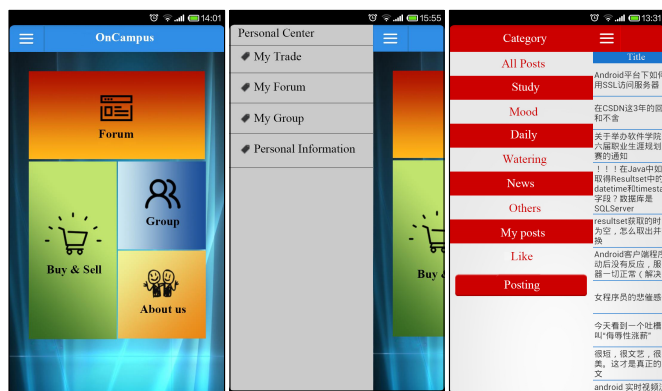 14:01
OnCampus
Forum
Group
Buy & Sell
About us
15:55
Personal Center
My Trade
My Forum
My Group
Personal Information
Buy &
13:31
Category
All Posts
Study
Mood
Daily
Watering
News
Others
My posts
Like
Posting
Title
Android平台下如何
用SSL访问服务器
在CSDN这3年的回
和不舍
关于举办软件学院
六届职业生涯规划
赛的通知
！！！在Java中如
取得Resultset中的
datetime和timesta
字段？数据库是
SQLServer
resultset获取的时
为空，怎么取出并
换
Android客户端程序
动后没有反应，服
器一切正常（解决
女程序员的悲催感
今天看到一个吐槽
叫“侮辱性涨薪”
很短，很文艺，很
美。这才是真正的
文
android 实时视频